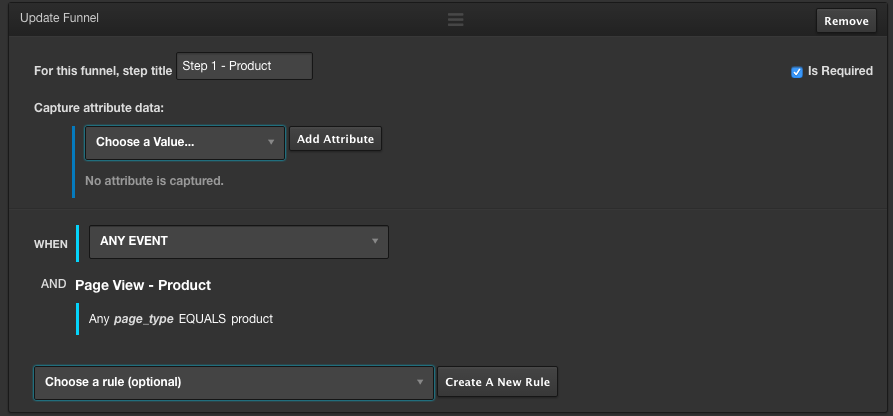 Update Funnel
Remove
For this funnel, step title Step 1 - Product
Is Required
Capture attribute data:
Choose a Value... Add Attribute
No attribute is captured.
WHEN ANY EVENT
AND Page View - Product
Any page_type EQUALS product
Choose a rule (optional) Create A New Rule